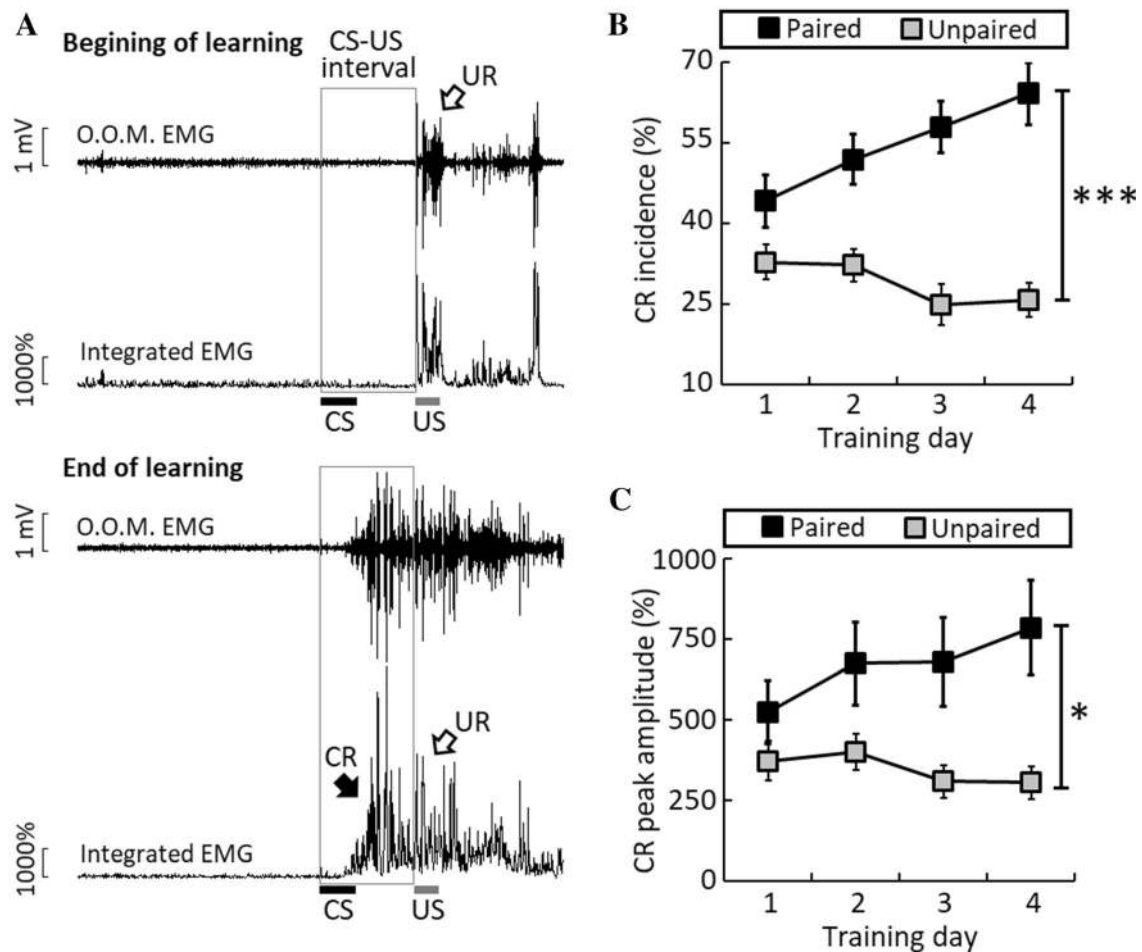 A
Begining of learning
CS-US
interval
UR
O.O.M. EMG
1 mV
Integrated EMG
1000%
CS
US
End of learning
O.O.M. EMG
1 mV
CR
UR
Integrated EMG
1000%
CS
US
B
Paired
Unpaired
CR incidence (%)
70
55
40
25
10
***
1 2 3 4
Training day
C
Paired
Unpaired
CR peak amplitude (%)
1000
750
500
250
0
*
1 2 3 4
Training day